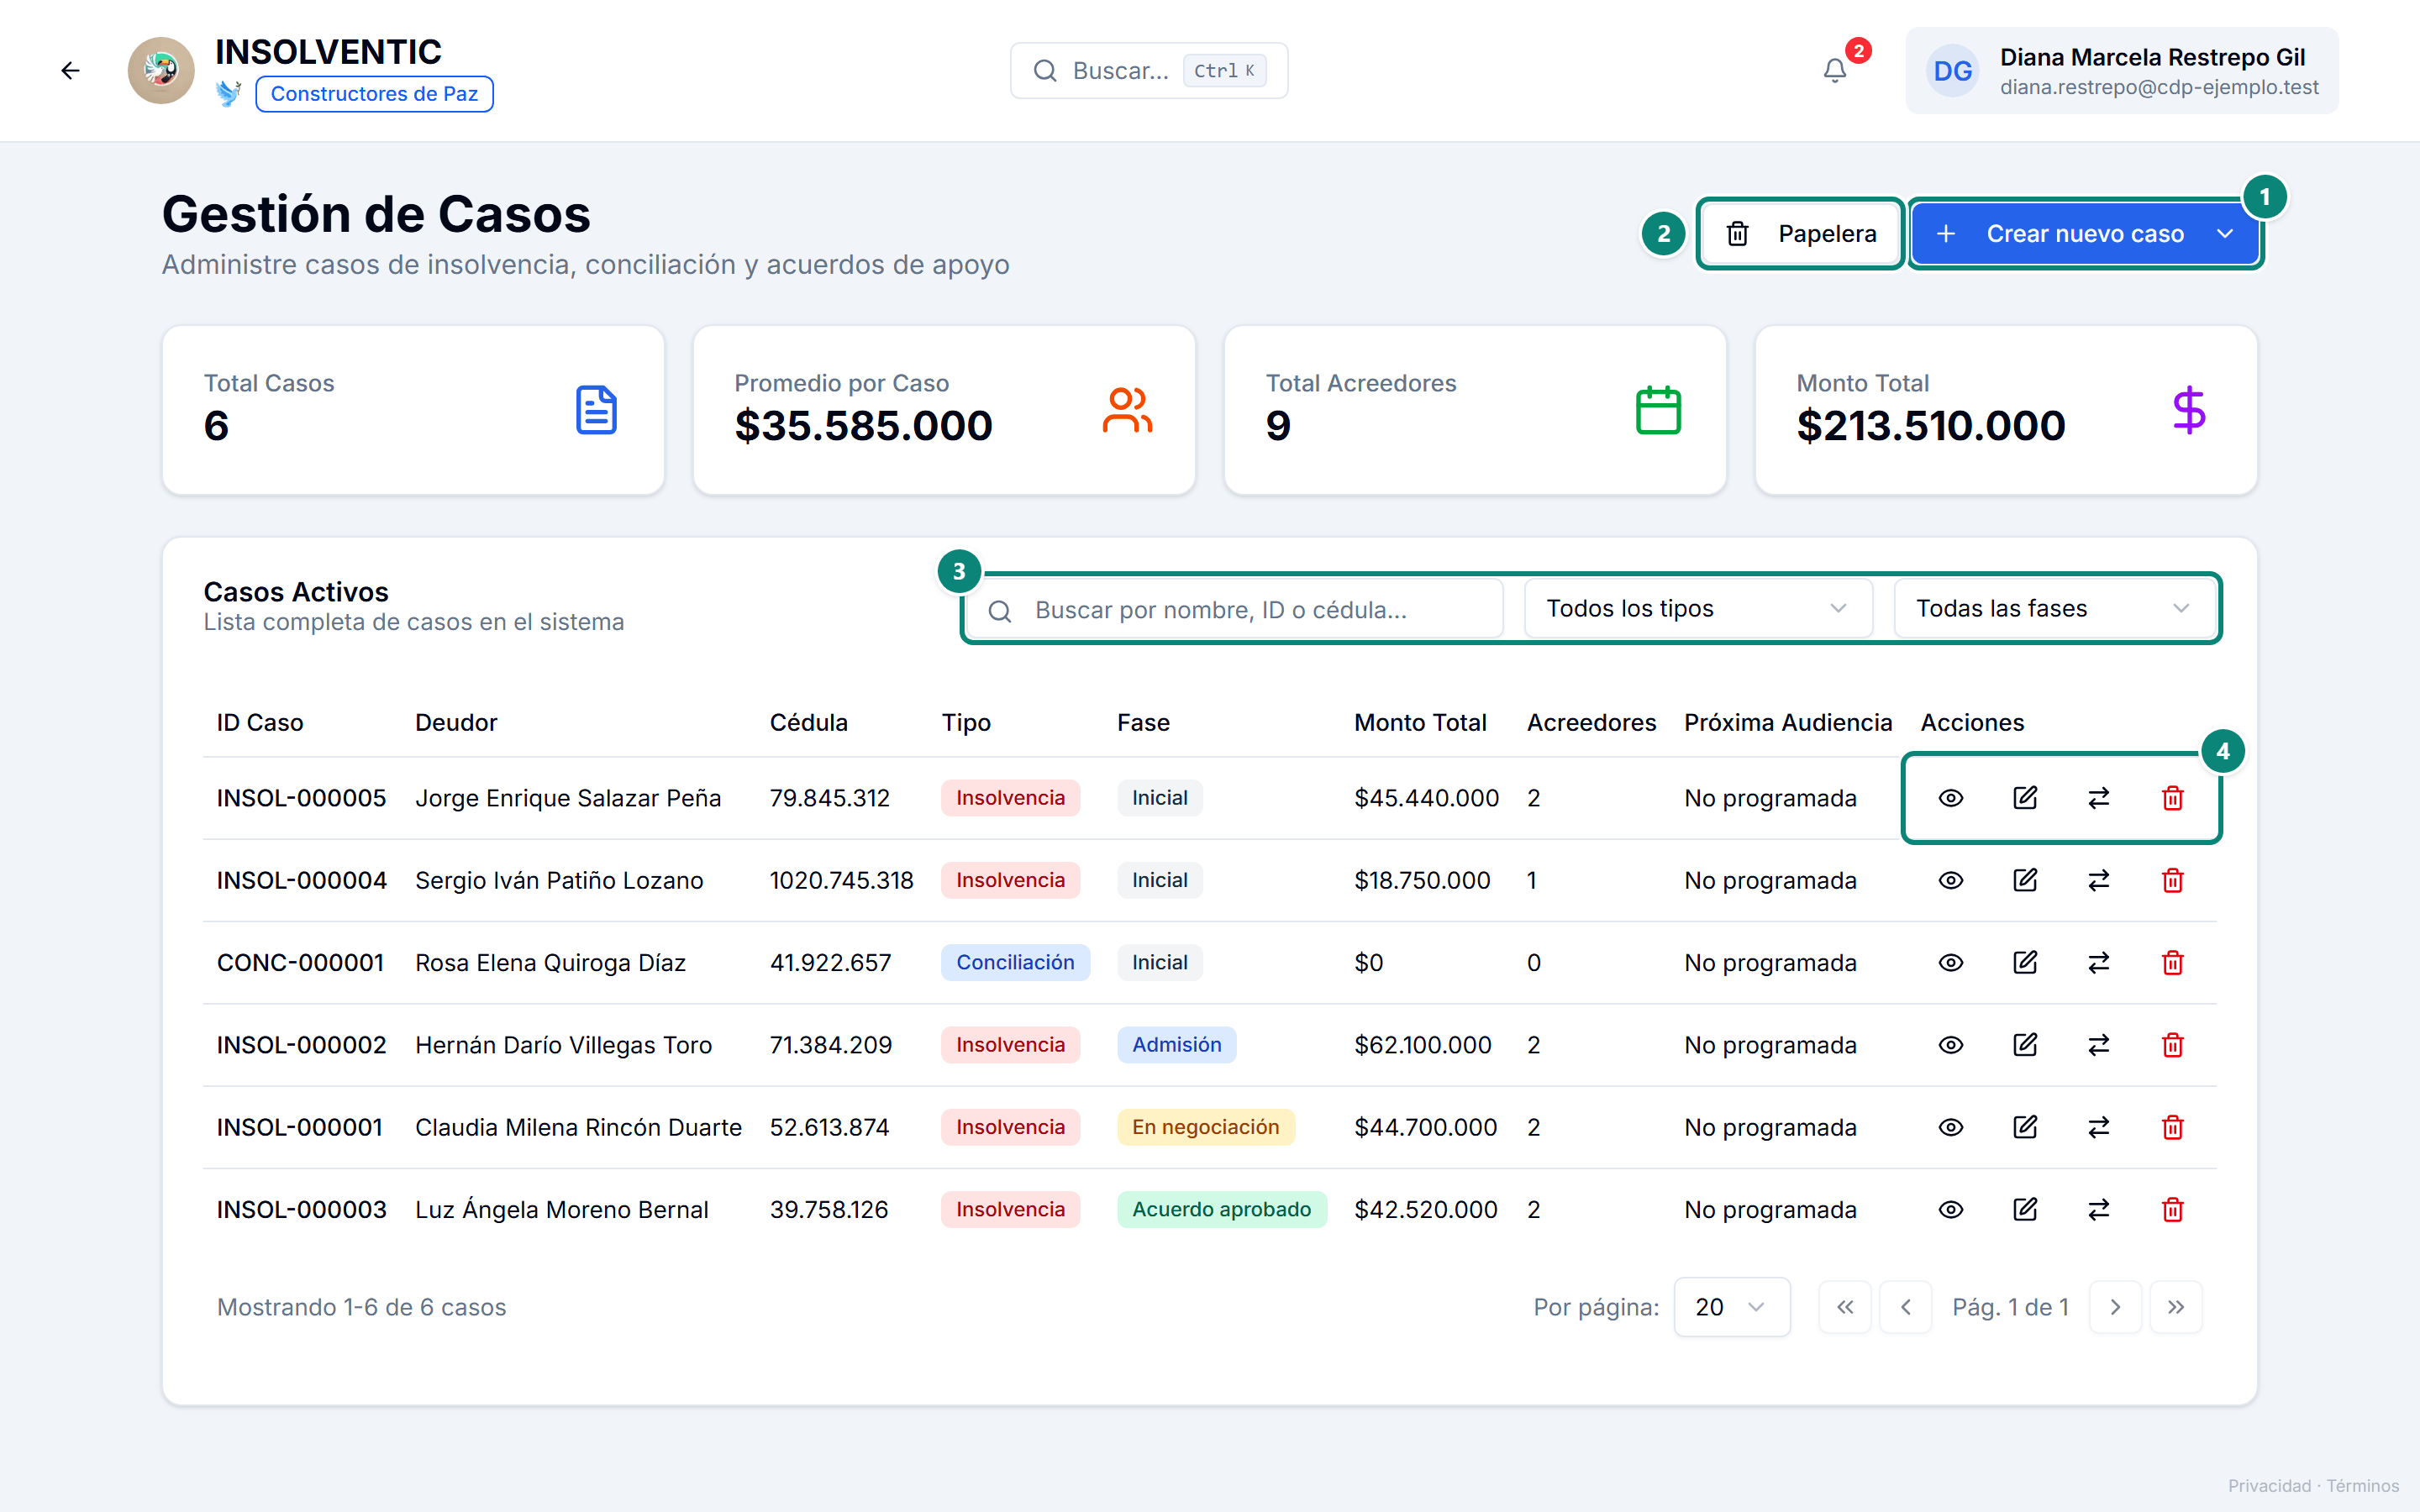 INSOLVENTIC
Constructores de Paz
Buscar... Ctrl K
2
DG
Diana Marcela Restrepo Gil
diana.restrepo@cdp-ejemplo.test
Gestión de Casos
Administre casos de insolvencia, conciliación y acuerdos de apoyo
2 Papelera
Crear nuevo caso 1
Total Casos
6
Promedio por Caso
$35.585.000
Total Acreedores
9
Monto Total
$213.510.000
Casos Activos
Lista completa de casos en el sistema
3
Buscar por nombre, ID o cédula... Todos los tipos Todas las fases
ID Caso Deudor Cédula Tipo Fase Monto Total Acreedores Próxima Audiencia Acciones
4
INSOL-000005 Jorge Enrique Salazar Peña 79.845.312 Insolvencia Inicial $45.440.000 2 No programada
INSOL-000004 Sergio Iván Patiño Lozano 1020.745.318 Insolvencia Inicial $18.750.000 1 No programada
CONC-000001 Rosa Elena Quiroga Díaz 41.922.657 Conciliación Inicial $0 0 No programada
INSOL-000002 Hernán Darío Villegas Toro 71.384.209 Insolvencia Admisión $62.100.000 2 No programada
INSOL-000001 Claudia Milena Rincón Duarte 52.613.874 Insolvencia En negociación $44.700.000 2 No programada
INSOL-000003 Luz Ángela Moreno Bernal 39.758.126 Insolvencia Acuerdo aprobado $42.520.000 2 No programada
Mostrando 1-6 de 6 casos Por página: 20 Pág. 1 de 1
Privacidad · Términos